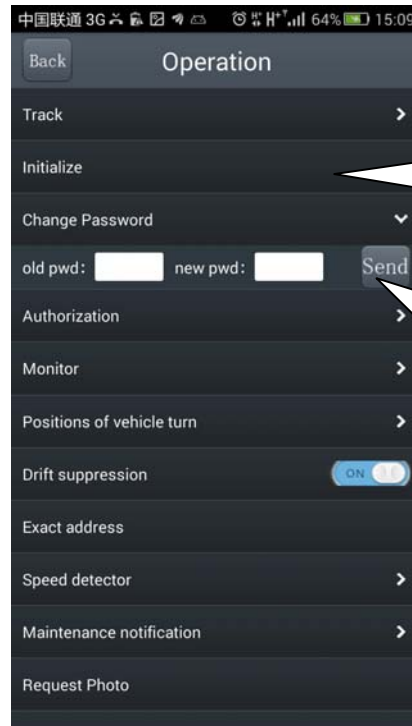 中国联通 3G 64% 15:09
Back Operation
Track
Initialize
Change Password
old pwd: new pwd: Send
Authorization
Monitor
Positions of vehicle turn
Drift suppression ON
Exact address
Speed detector
Maintenance notification
Request Photo